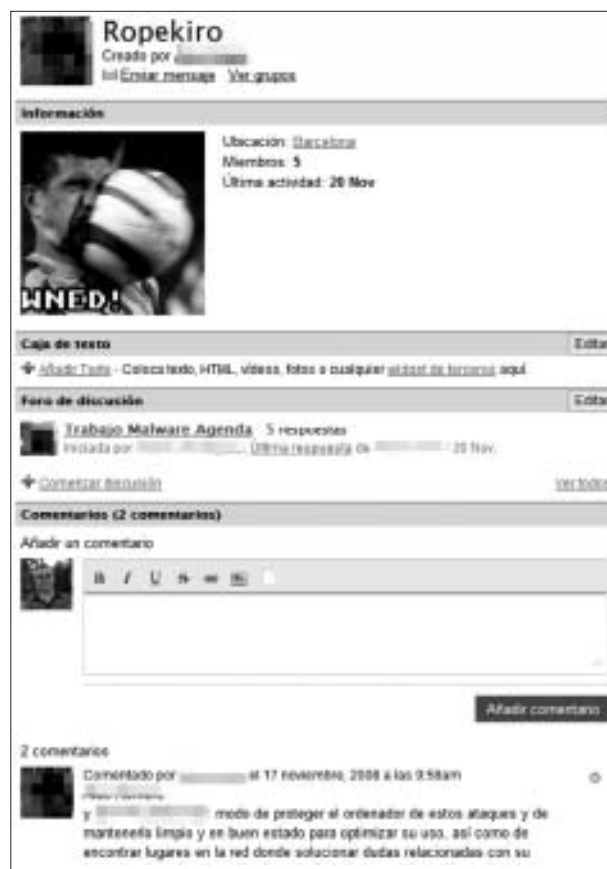 Ropekiro
Creado por
Enviar mensaje Ver grupos
Información
Ubicación: Barcelona
Miembros: 5
Última actividad: 20 Nov
WNED!
Caja de texto Editar
Añadir Texto - Coloca texto, HTML, vídeos, fotos o cualquier widget de terceros aquí.
Foro de discusión Editar
Trabajo Malware Agenda 5 respuestas
Iniciada por Última respuesta de 20 Nov.
Comenzar discusión Ver todos
Comentarios (2 comentarios)
Añadir un comentario
B I U
Añadir comentario
2 comentarios
Comentado por el 17 noviembre, 2008 a las 9:58am
y modo de proteger el ordenador de estos ataques y de
mantenerlo limpio y en buen estado para optimizar su uso, así como de
encontrar lugares en la red donde solucionar dudas relacionadas con su